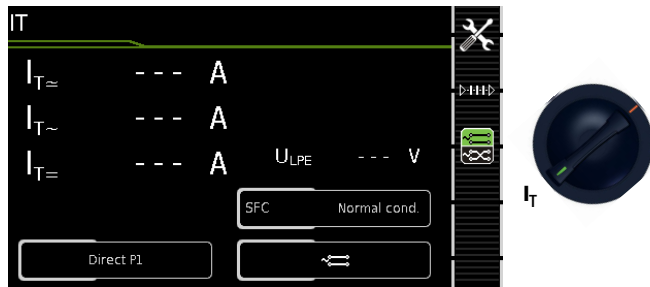 IT
IT≃ --- A
IT~ --- A
IT= --- A
ULPE --- V
SFC Normal cond.
Direct P1
IT